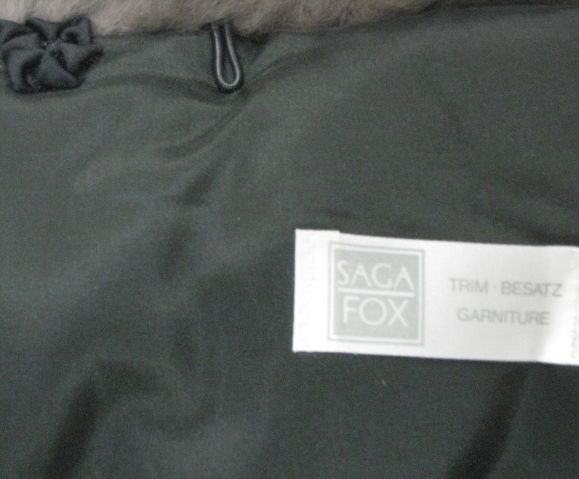 SAGA
FOX
TRIM · BESATZ
GARNITURE